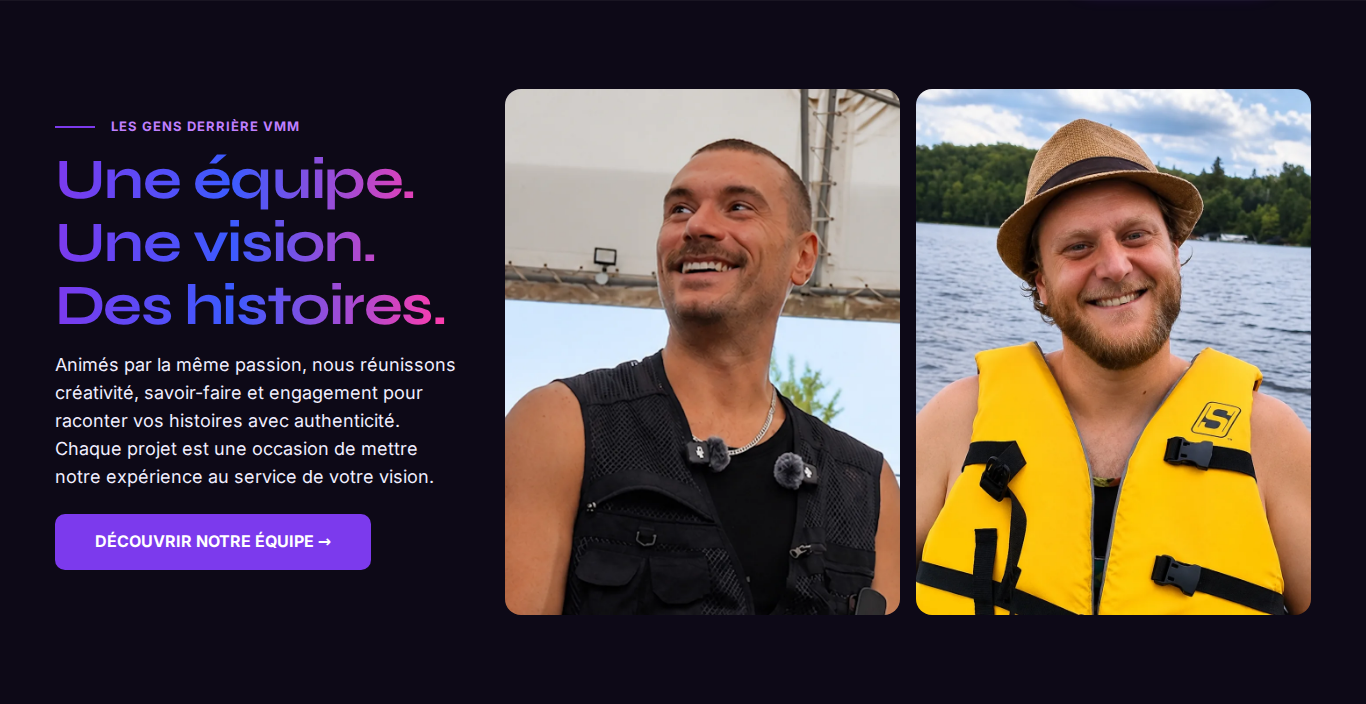 LES GENS DERRIÈRE VMM
Une équipe.
Une vision.
Des histoires.
Animés par la même passion, nous réunissons
créativité, savoir-faire et engagement pour
raconter vos histoires avec authenticité.
Chaque projet est une occasion de mettre
notre expérience au service de votre vision.
DÉCOUVRIR NOTRE ÉQUIPE →
S